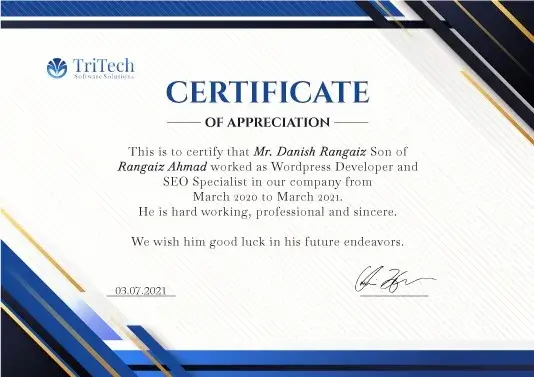 TriTech
Software Solutions
CERTIFICATE
OF APPRECIATION
This is to certify that Mr. Danish Rangaiz Son of
Rangaiz Ahmad worked as Wordpress Developer and
SEO Specialist in our company from
March 2020 to March 2021.
He is hard working, professional and sincere.
We wish him good luck in his future endeavors.
03.07.2021